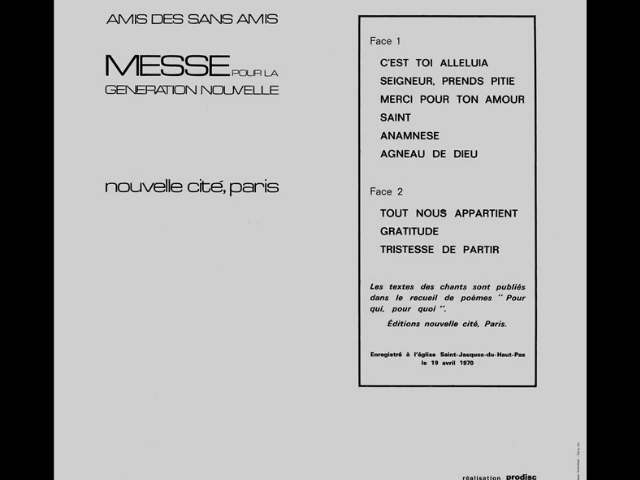 AMIS DES SANS AMIS
MESSE POUR LA
GENERATION NOUVELLE
nouvelle cité, paris
Face 1
C'EST TOI ALLELUIA
SEIGNEUR, PRENDS PITIE
MERCI POUR TON AMOUR
SAINT
ANAMNESE
AGNEAU DE DIEU
Face 2
TOUT NOUS APPARTIENT
GRATITUDE
TRISTESSE DE PARTIR
Les textes des chants sont publiés
dans le recueil de poèmes " Pour
qui, pour quoi ".
Éditions nouvelle cité, Paris.
Enregistré à l'église Saint-Jacques-du-Haut-Pas
le 19 avril 1970
réalisation prodisc